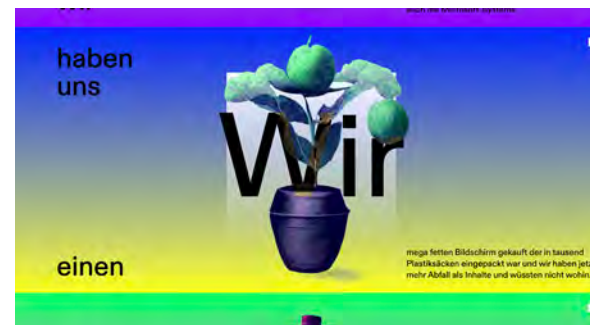 haben
uns
Wir
einen
mega fetten Bildschirm gekauft der in tausend
Plastiksäcken eingepackt war und wir haben jetz
mehr Abfall als Inhalte und wüssten nicht wohin